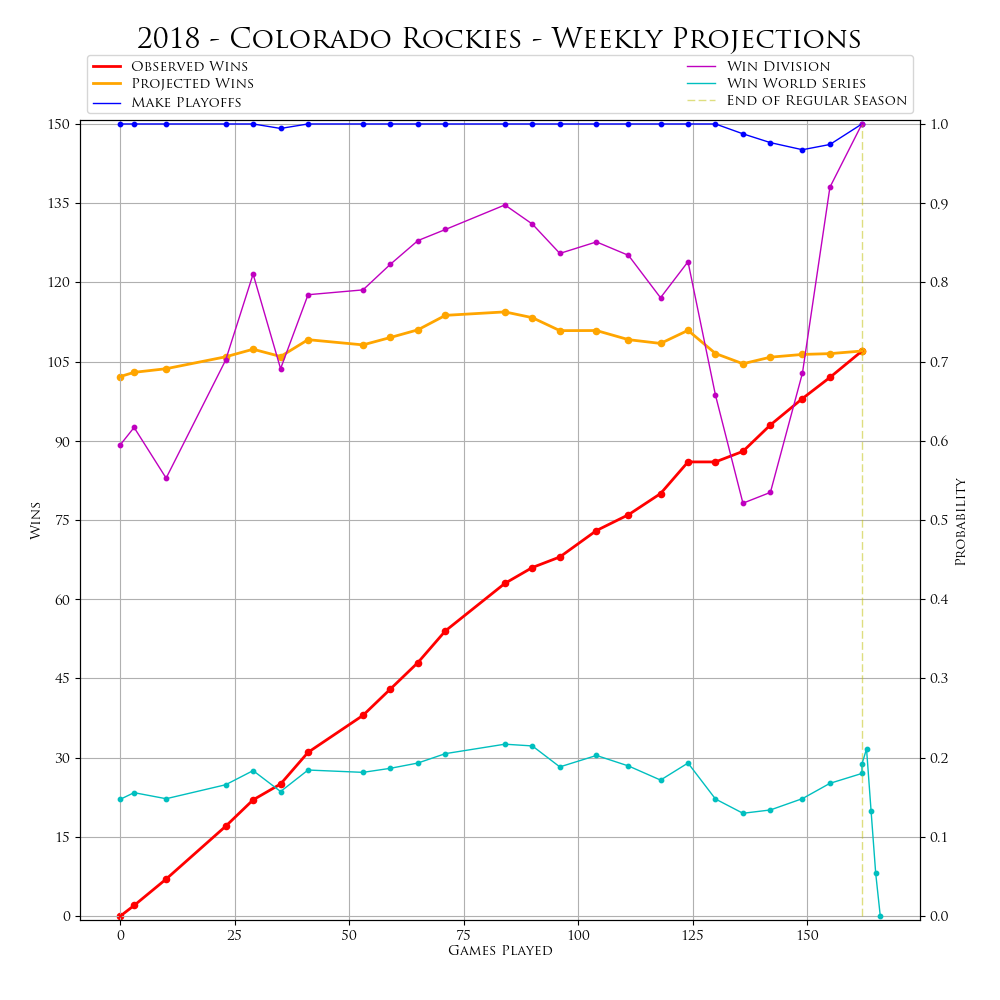 2018 - Colorado Rockies - Weekly Projections
Observed Wins
Projected Wins
Make Playoffs
Win Division
Win World Series
End of Regular Season
150
135
120
105
90
75
60
45
30
15
0
Wins
1.0
0.9
0.8
0.7
0.6
0.5
0.4
0.3
0.2
0.1
0.0
Probability
0 25 50 75 100 125 150
Games Played